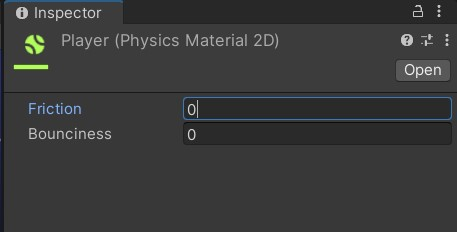 Inspector
Player (Physics Material 2D)
Open
Friction 0
Bounciness 0